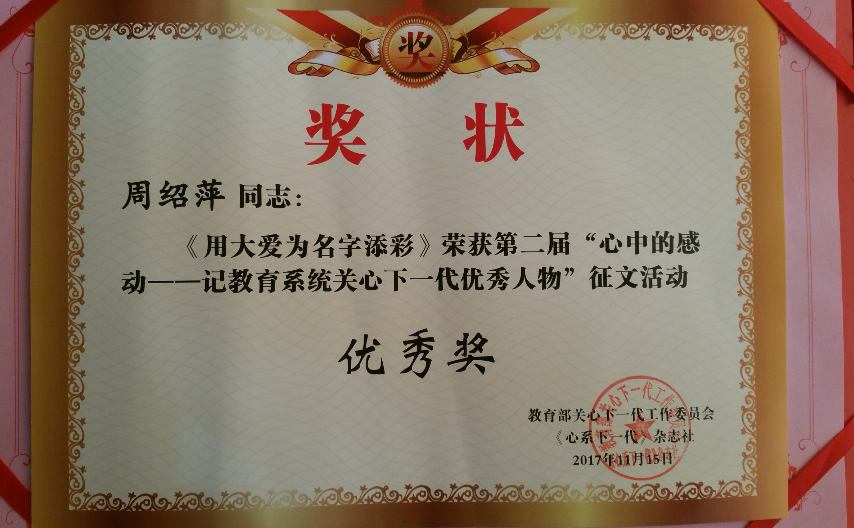 奖
奖 状
周绍萍 同志：
《用大爱为名字添彩》荣获第二届“心中的感
动——记教育系统关心下一代优秀人物”征文活动
优秀奖
教育部关心下一代工作委员会
《心系下一代》杂志社
2017年11月15日